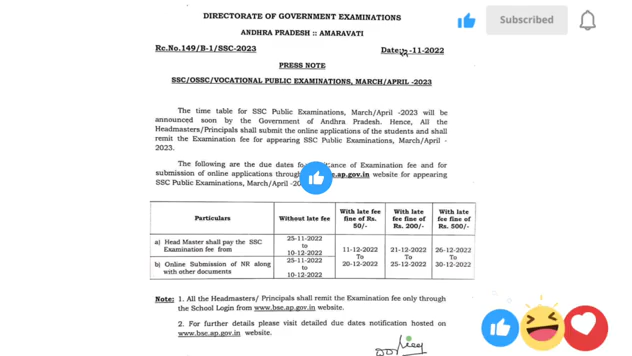 DIRECTORATE OF GOVERNMENT EXAMINATIONS
ANDHRA PRADESH :: AMARAVATI
Subscribed
Rc.No.149/B-1/SSC-2023 Date: -11-2022
PRESS NOTE
SSC/OSSC/VOCATIONAL PUBLIC EXAMINATIONS, MARCH/APRIL -2023
The time table for SSC Public Examinations, March/April -2023 will be
announced soon by the Government of Andhra Pradesh. Hence, All the
Headmasters/Principals shall submit the online applications of the students and shall
remit the Examination fee for appearing SSC Public Examinations, March/April -
2023.
The following are the due dates for ance of Examination fee and for
submission of online applications through .ap.gov.in website for appearing
SSC Public Examinations, March/April -20
Particulars Without late fee With late fee fine of Rs. 50/- With late fee fine of Rs. 200/- With late fee fine of Rs. 500/-
a) Head Master shall pay the SSC Examination fee from 25-11-2022 to 10-12-2022
b) Online Submission of NR along with other documents 25-11-2022 to 10-12-2022
11-12-2022 To 20-12-2022
21-12-2022 To 25-12-2022
26-12-2022 To 30-12-2022
Note: 1. All the Headmasters/ Principals shall remit the Examination fee only through
the School Login from www.bse.ap.gov.in website.
2. For further details please visit detailed due dates notification hosted on
www.bse.ap.gov.in website.